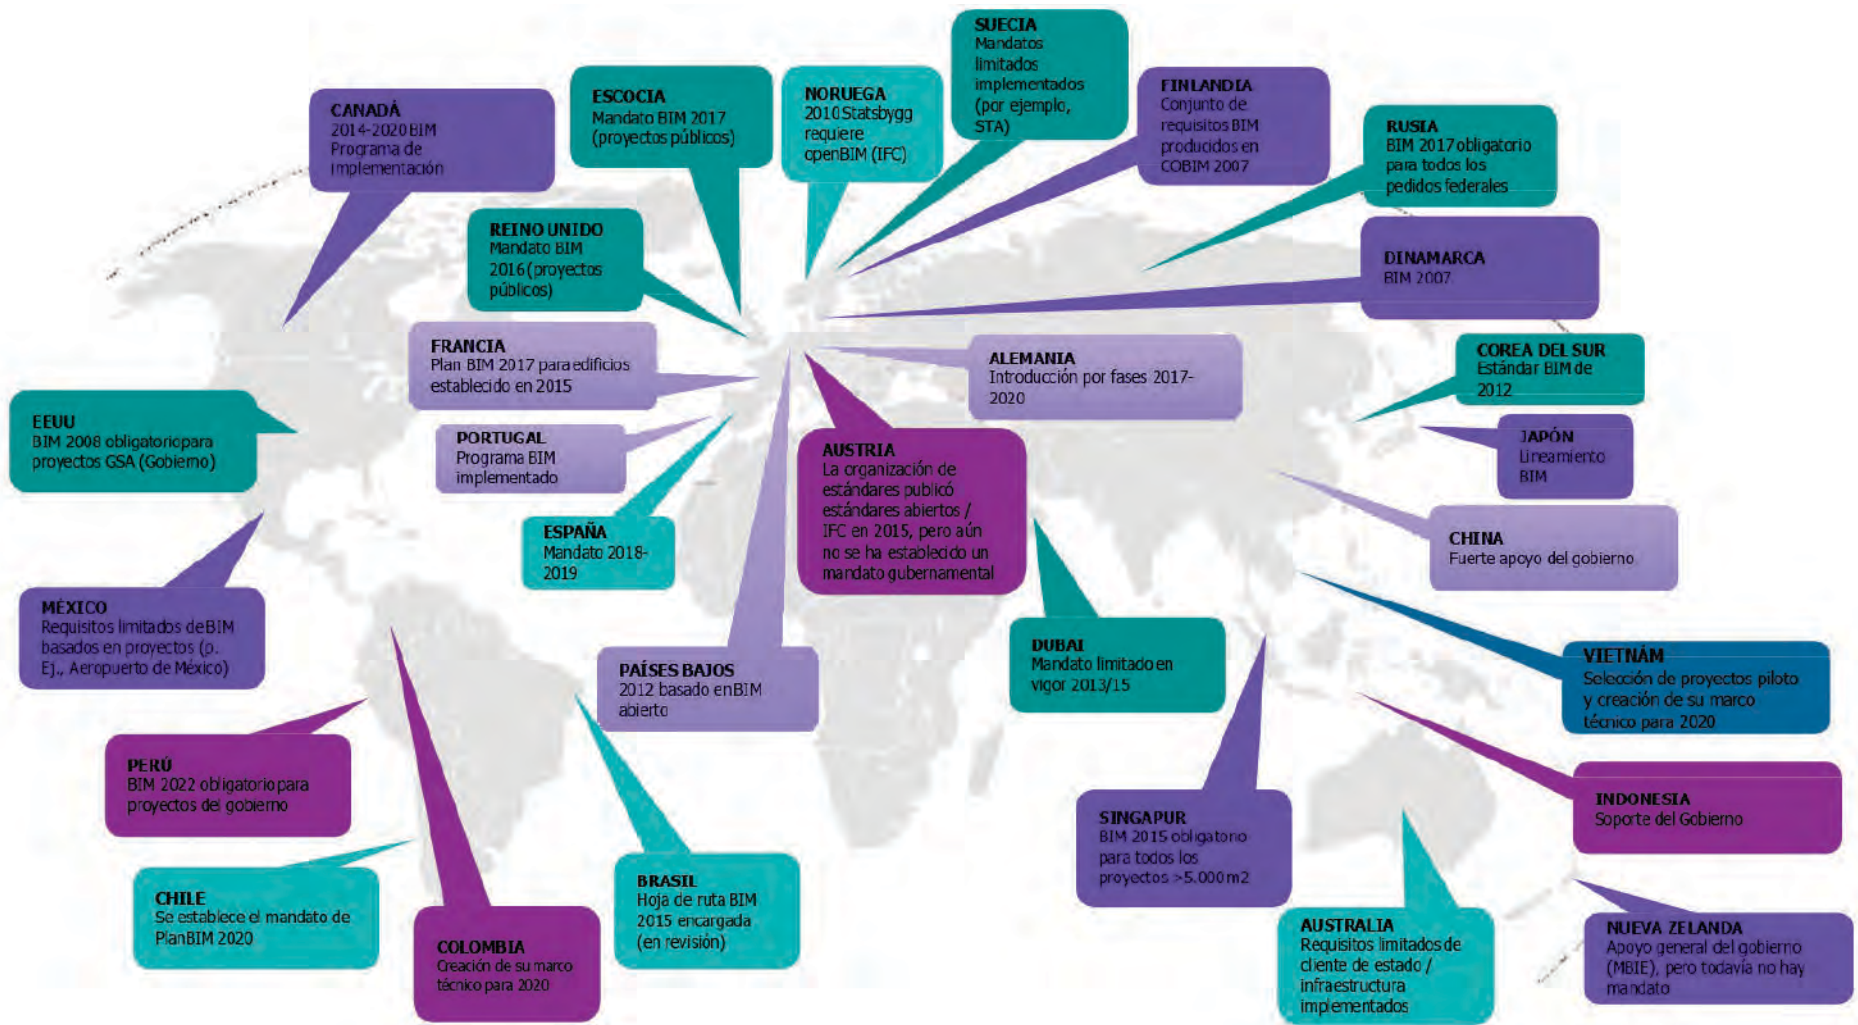 SUECIA
Mandatos
limitados
implementados
(por ejemplo,
STA)
CANADÁ
2014-2020 BIM
Programa de
implementación
ESCOCIA
Mandato BIM 2017
(proyectos públicos)
NORUEGA
2010 Statsbygg
requiere
openBIM (IFC)
FINLANDIA
Conjunto de
requisitos BIM
producidos en
COBIM 2007
RUSIA
BIM 2017 obligatorio
para todos los
pedidos federales
REINO UNIDO
Mandato BIM
2016 (proyectos
públicos)
DINAMARCA
BIM 2007
FRANCIA
Plan BIM 2017 para edificios
establecido en 2015
ALEMANIA
Introducción por fases 2017-
2020
COREA DEL SUR
Estándar BIM de
2012
EEUU
BIM 2008 obligatorio para
proyectos GSA (Gobierno)
PORTUGAL
Programa BIM
implementado
AUSTRIA
La organización de
estándares publicó
estándares abiertos /
IFC en 2015, pero aún
no se ha establecido un
mandato gubernamental
JAPÓN
Lineamiento
BIM
ESPAÑA
Mandato 2018-
2019
CHINA
Fuerte apoyo del gobierno
MÉXICO
Requisitos limitados de BIM
basados en proyectos (p.
Ej., Aeropuerto de México)
PAÍSES BAJOS
2012 basado en BIM
abierto
DUBAI
Mandato limitado en
vigor 2013/15
VIETNÁM
Selección de proyectos piloto
y creación de su marco
técnico para 2020
PERÚ
BIM 2022 obligatorio para
proyectos del gobierno
SINGAPUR
BIM 2015 obligatorio
para todos los
proyectos >5.000 m2
INDONESIA
Soporte del Gobierno
CHILE
Se establece el mandato de
PlanBIM 2020
BRASIL
Hoja de ruta BIM
2015 encargada
(en revisión)
COLOMBIA
Creación de su marco
técnico para 2020
AUSTRALIA
Requisitos limitados de
cliente de estado /
infraestructura
implementados
NUEVA ZELANDA
Apoyo general del gobierno
(MBIE), pero todavía no hay
mandato